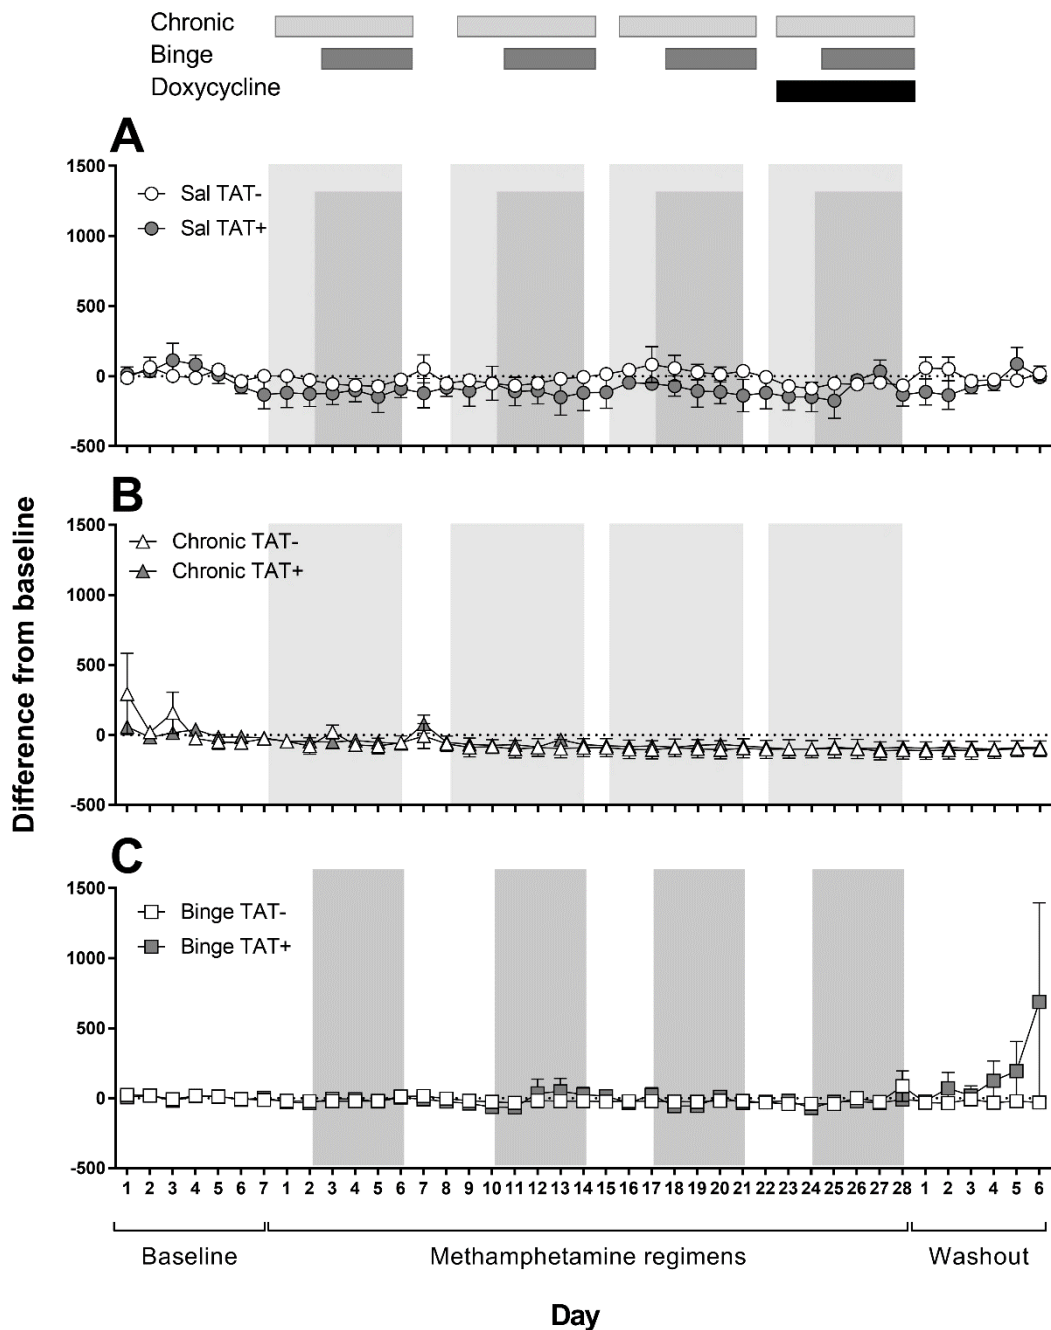 Chronic
Binge
Doxycycline
A
1500
1000
500
0
-500
Sal TAT-
Sal TAT+
B
1500
1000
500
0
-500
Chronic TAT-
Chronic TAT+
Difference from baseline
C
1500
1000
500
0
-500
Binge TAT-
Binge TAT+
1 2 3 4 5 6 7 1 2 3 4 5 6 7 8 9 10 11 12 13 14 15 16 17 18 19 20 21 22 23 24 25 26 27 28 1 2 3 4 5 6
Baseline Methamphetamine regimens Washout
Day